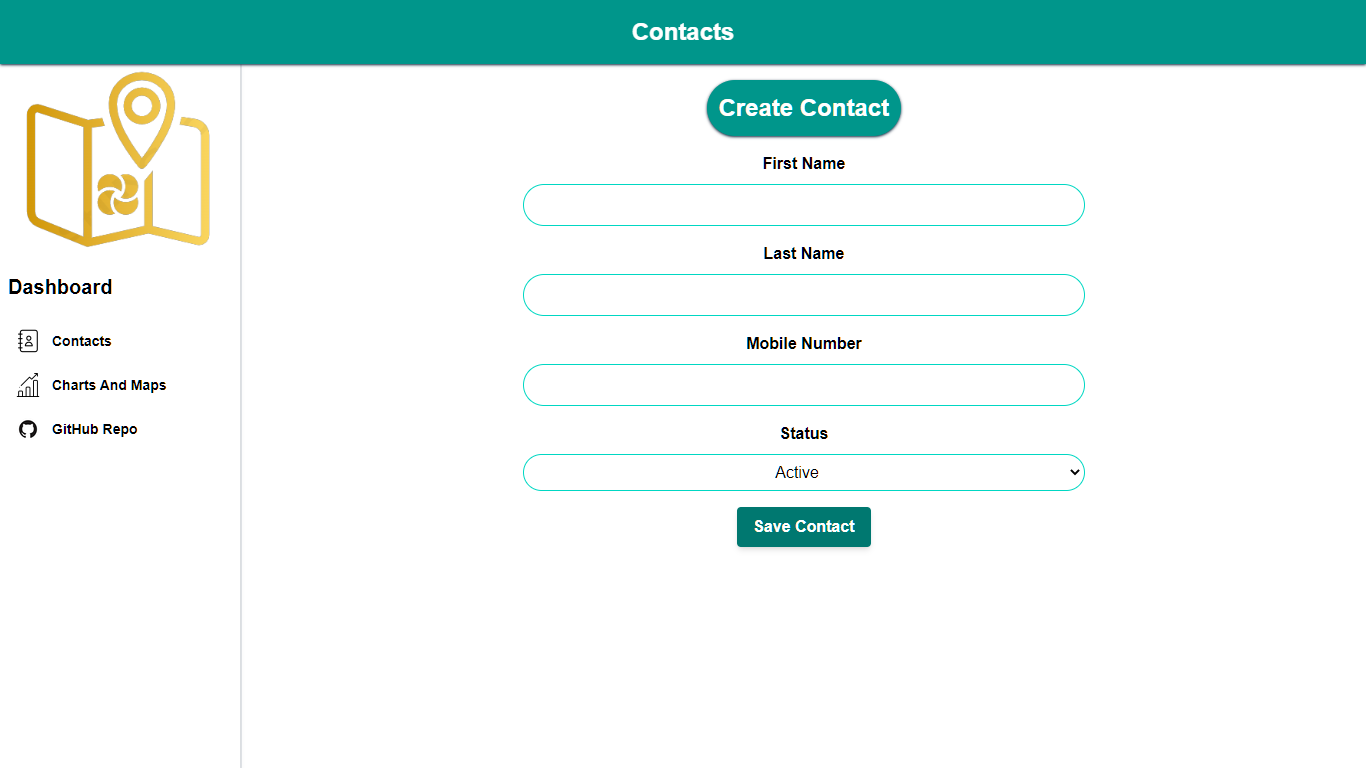 Contacts
Dashboard
Contacts
Charts And Maps
GitHub Repo
Create Contact
First Name
Last Name
Mobile Number
Status
Active
Save Contact